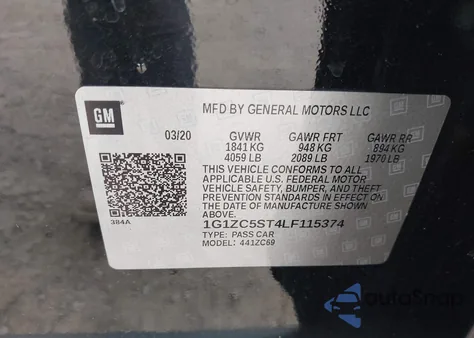 GM
MFD BY GENERAL MOTORS LLC
03/20 GVWR GAWR FRT GAWR RR
1841 KG 948 KG 894 KG
4059 LB 2089 LB 1970 LB
THIS VEHICLE CONFORMS TO ALL
APPLICABLE U.S. FEDERAL MOTOR
VEHICLE SAFETY, BUMPER, AND THEFT
PREVENTION STANDARDS IN EFFECT ON
THE DATE OF MANUFACTURE SHOWN
ABOVE.
384A
1G1ZC5ST4LF115374
TYPE: PASS CAR
MODEL: 441ZC69
autoSnap